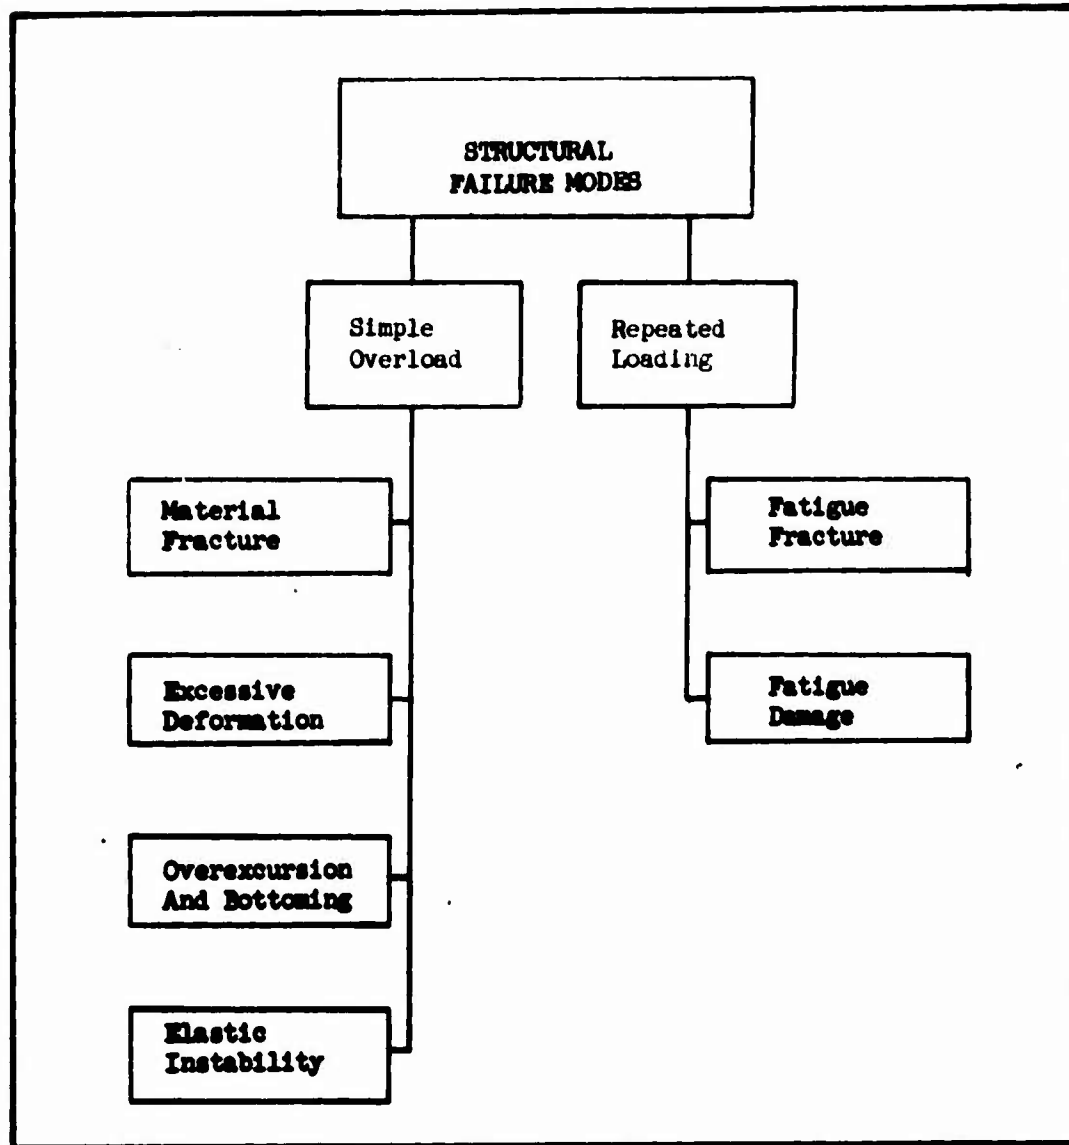 STRUCTURAL
FAILURE MODES
Simple
Overload
Repeated
Loading
Material
Fracture
Excessive
Deformation
Overexcursion
And Bottoming
Elastic
Instability
Fatigue
Fracture
Fatigue
Damage